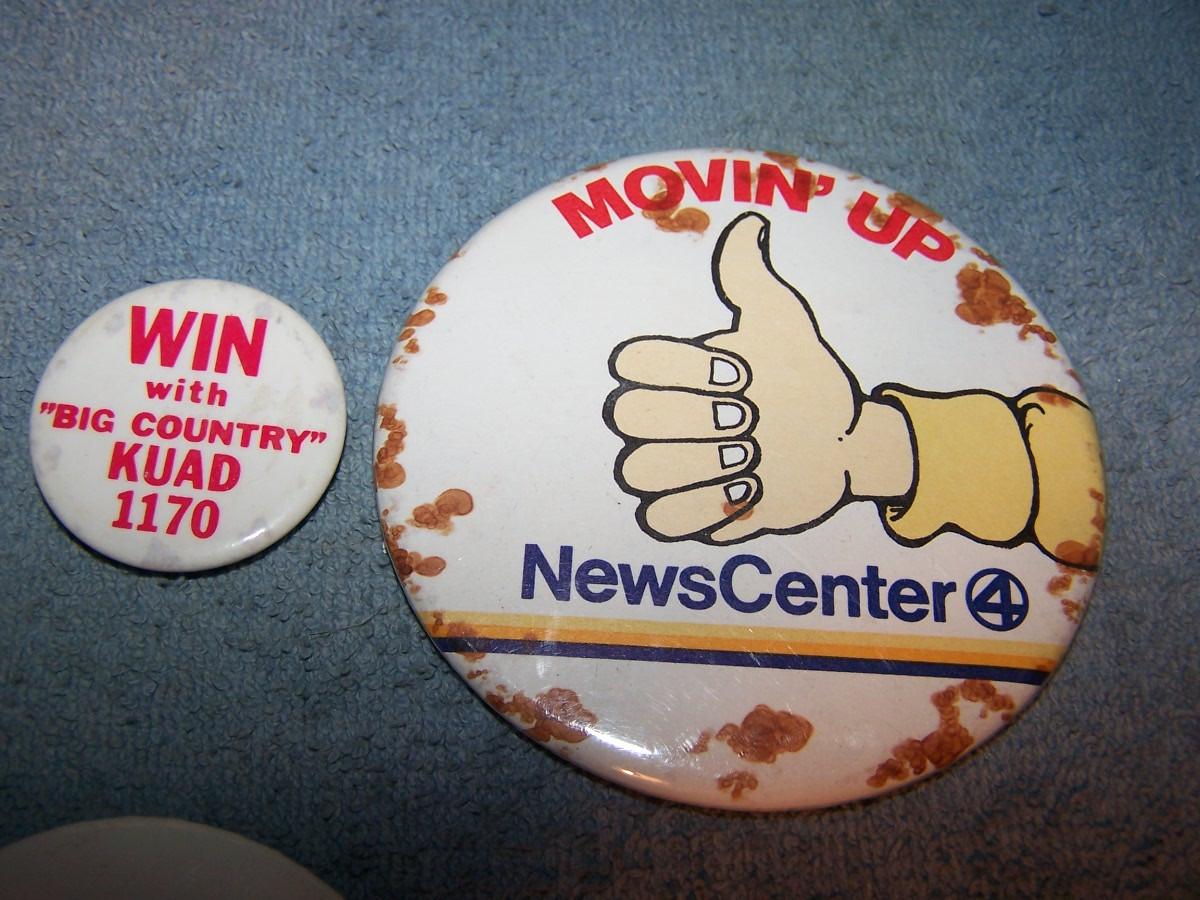 WIN
with
"BIG COUNTRY"
KUAD
1170
MOVIN' UP
NewsCenter 4